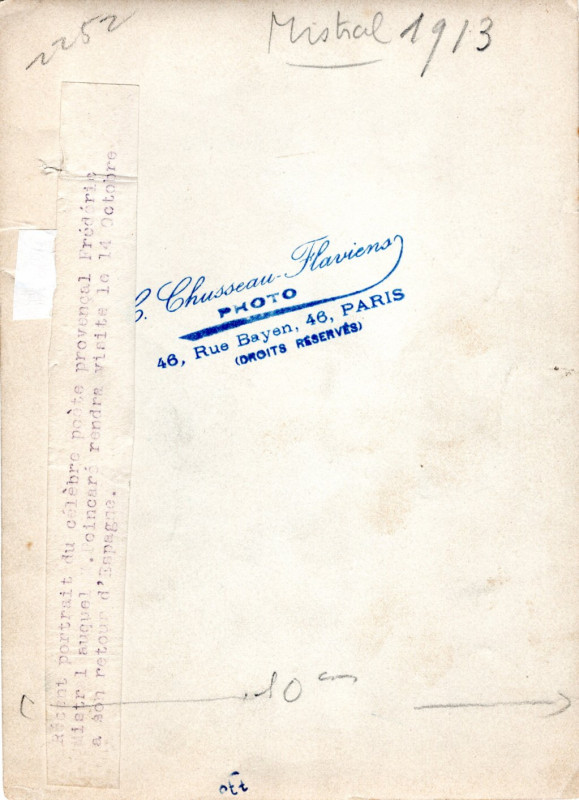 2252
Mistral 1913
Récent portrait du célèbre poète provençal Frédéric
Mistr l auquel .Poincaré rendra visite le 14 Octobre
a son retour d'Espagne.
C. Chusseau-Flaviens
PHOTO
46, Rue Bayen, 46, PARIS
(DROITS RÉSERVÉS)
10 cm